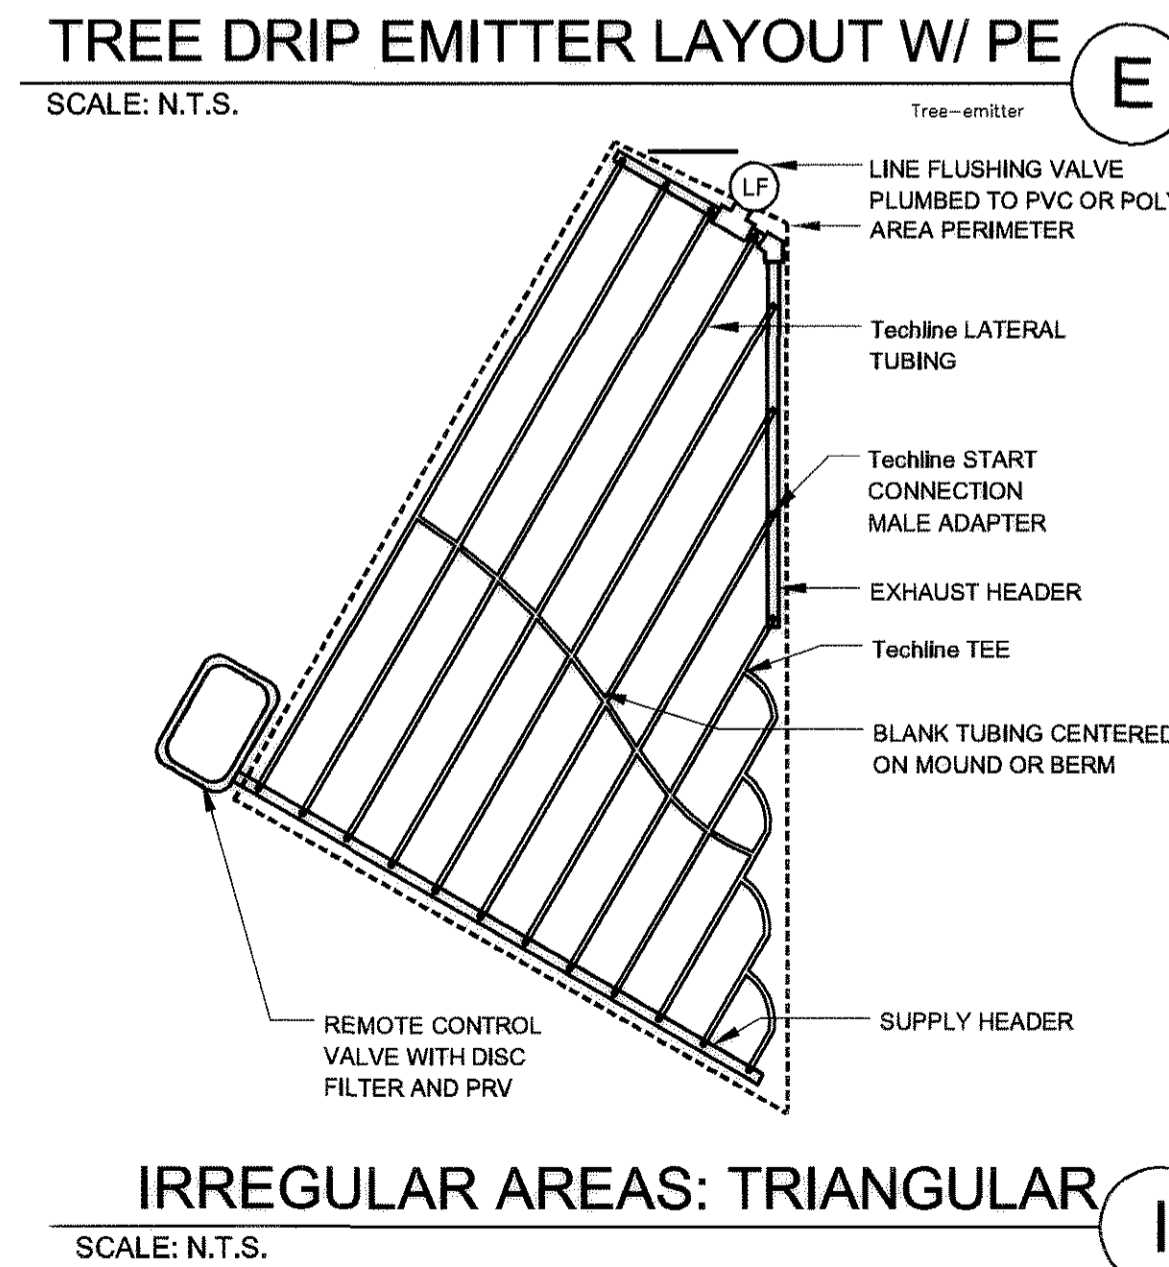 TREE DRIP EMITTER LAYOUT W/ PE
E
SCALE: N.T.S.
Tree-emitter
LF
LINE FLUSHING VALVE
PLUMBED TO PVC OR POLY
AREA PERIMETER
Techline LATERAL
TUBING
Techline START
CONNECTION
MALE ADAPTER
EXHAUST HEADER
Techline TEE
BLANK TUBING CENTERED
ON MOUND OR BERM
SUPPLY HEADER
REMOTE CONTROL
VALVE WITH DISC
FILTER AND PRV
IRREGULAR AREAS: TRIANGULAR
I
SCALE: N.T.S.